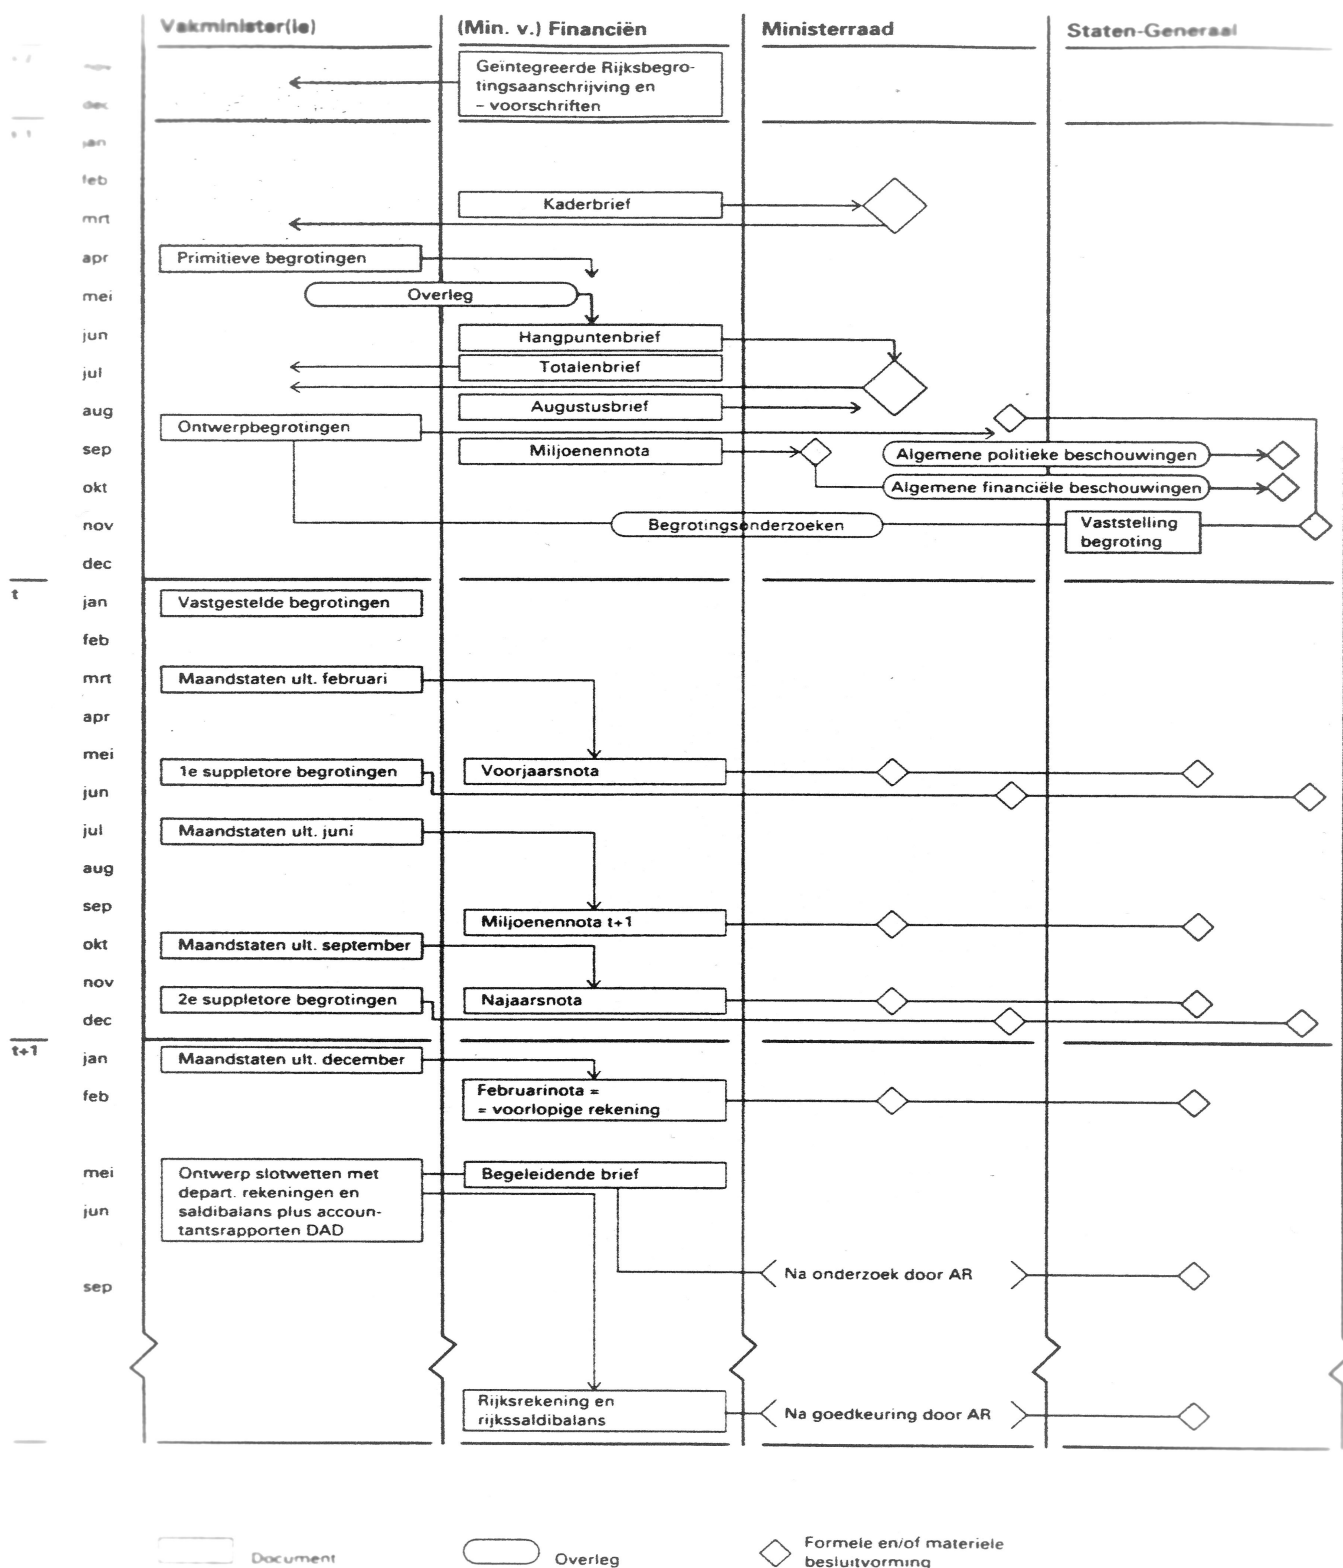 Vakminister(ie)
(Min. v.) Financiën
Ministerraad
Staten-Generaal
nov
Geïntegreerde Rijksbegro-
tingsaanschrijving en
– voorschriften
dec
jan
feb
Kaderbrief
mrt
apr
Primitieve begrotingen
mei
Overleg
jun
Hangpuntenbrief
jul
Totalenbrief
aug
Augustusbrief
Ontwerpbegrotingen
sep
Miljoenennota
Algemene politieke beschouwingen
okt
Algemene financiële beschouwingen
nov
Begrotingsonderzoeken
Vaststelling
begroting
dec
t
jan
Vastgestelde begrotingen
feb
mrt
Maandstaten ult. februari
apr
mei
1e suppletore begrotingen
Voorjaarsnota
jun
jul
Maandstaten ult. juni
aug
sep
Miljoenennota t+1
okt
Maandstaten ult. september
nov
2e suppletore begrotingen
Najaarsnota
dec
t+1
jan
Maandstaten ult. december
feb
Februarinota =
= voorlopige rekening
mei
Ontwerp slotwetten met
depart. rekeningen en
saldibalans plus accoun-
tantsrapporten DAD
Begeleidende brief
jun
Na onderzoek door AR
sep
Rijksrekening en
rijkssaldibalans
Na goedkeuring door AR
Document
Overleg
Formele en/of materiele
besluitvorming